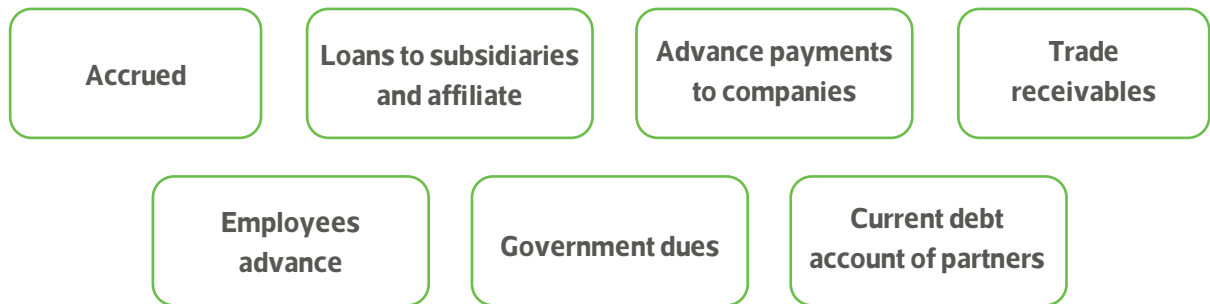 Accrued
Loans to subsidiaries
and affiliate
Advance payments
to companies
Trade
receivables
Employees
advance
Government dues
Current debt
account of partners